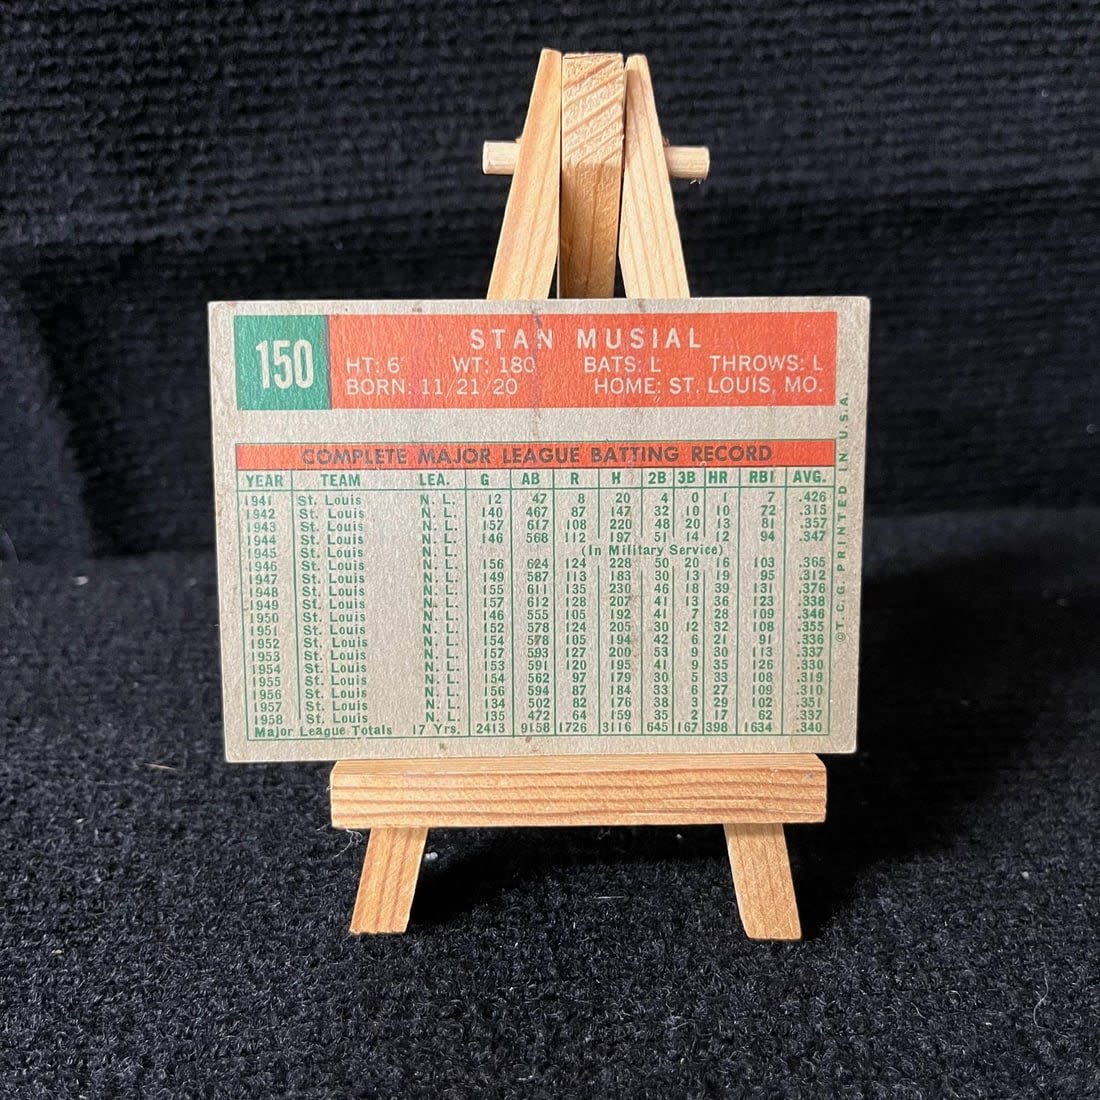 150
STAN MUSIAL
HT: 6' WT: 180 BATS: L THROWS: L
BORN: 11/21/20 HOME: ST. LOUIS, MO.
COMPLETE MAJOR LEAGUE BATTING RECORD
YEAR TEAM LEA. G AB R H 2B 3B HR RBI AVG.
1941 St. Louis N. L. 12 47 8 20 4 0 1 7 .426
1942 St. Louis N. L. 140 467 87 147 32 10 10 72 .315
1943 St. Louis N. L. 157 617 108 220 48 20 13 81 .357
1944 St. Louis N. L. 146 568 112 197 51 14 12 94 .347
1945 St. Louis N. L. (In Military Service)
1946 St. Louis N. L. 156 624 124 228 50 20 16 103 .365
1947 St. Louis N. L. 149 587 113 183 30 13 19 95 .312
1948 St. Louis N. L. 155 611 135 230 46 18 39 131 .376
1949 St. Louis N. L. 157 612 128 207 41 13 36 123 .338
1950 St. Louis N. L. 146 555 105 192 41 7 28 109 .346
1951 St. Louis N. L. 152 578 124 205 30 12 32 108 .355
1952 St. Louis N. L. 154 578 105 194 42 6 21 91 .336
1953 St. Louis N. L. 157 593 127 200 53 9 30 113 .337
1954 St. Louis N. L. 153 591 120 195 41 9 35 126 .330
1955 St. Louis N. L. 154 562 97 179 30 5 33 108 .319
1956 St. Louis N. L. 156 594 87 184 33 6 27 109 .310
1957 St. Louis N. L. 134 502 82 176 38 3 29 102 .351
1958 St. Louis N. L. 135 472 64 159 35 2 17 62 .337
Major League Totals 17 Yrs. 2413 9158 1726 3116 645 167 398 1634 .340
©T.C.G. PRINTED IN U.S.A.